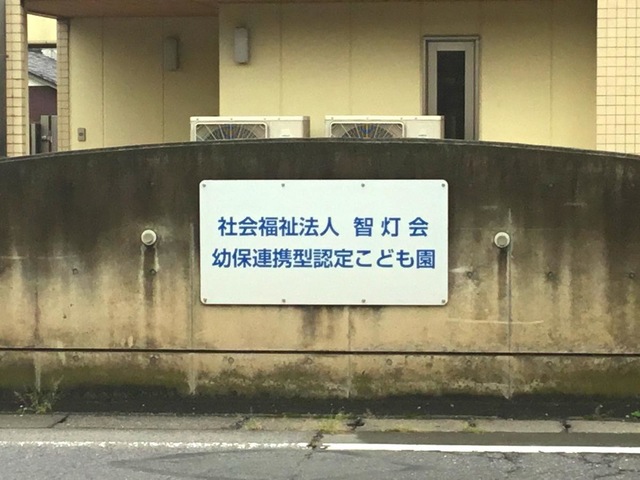 社会福祉法人 智灯会
幼保連携型認定こども園